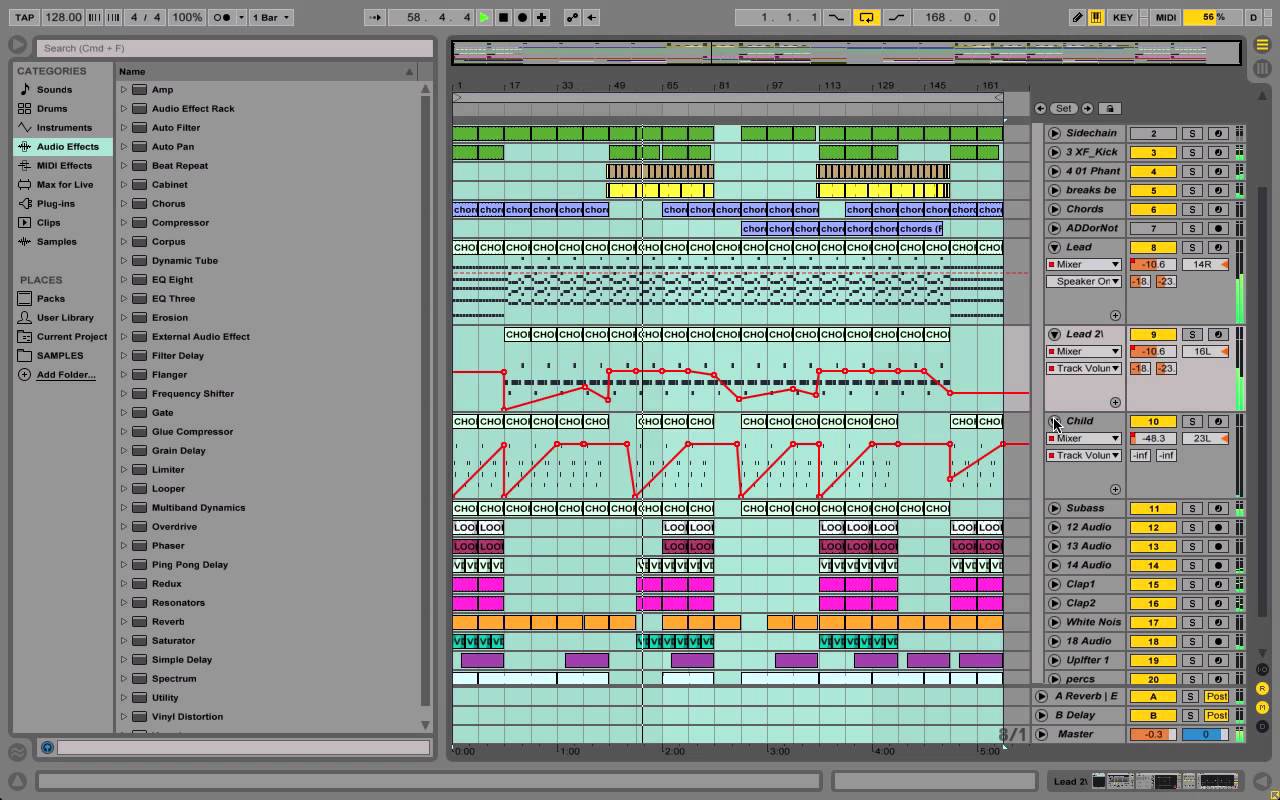 TAP 128.00 4 / 4 100% 1 Bar 58 . 4 . 4 1 . 1 . 1 168 . 0 . 0 KEY MIDI 56 % D
Search (Cmd + F)
CATEGORIES
Sounds
Drums
Instruments
Audio Effects
MIDI Effects
Max for Live
Plug-ins
Clips
Samples
PLACES
Packs
User Library
Current Project
SAMPLES
Add Folder...
Name
Amp
Audio Effect Rack
Auto Filter
Auto Pan
Beat Repeat
Cabinet
Chorus
Compressor
Corpus
Dynamic Tube
EQ Eight
EQ Three
Erosion
External Audio Effect
Filter Delay
Flanger
Frequency Shifter
Gate
Glue Compressor
Grain Delay
Limiter
Looper
Multiband Dynamics
Overdrive
Phaser
Ping Pong Delay
Redux
Resonators
Reverb
Saturator
Simple Delay
Spectrum
Utility
Vinyl Distortion
1 17 33 49 65 81 97 113 129 145 161
Set
Sidechain 2 S
3 XF_Kick 3 S
4 01 Phant 4 S
breaks be 5 S
Chords 6 S
ADDorNot 7 S
Lead 8 S
Mixer -10.6 14R
Speaker On -18. -23.
Lead 2\ 9 S
Mixer -10.6 16L
Track Volun -18. -23.
Child 10 S
Mixer -48.3 23L
Track Volun -inf -inf
Subass 11 S
12 Audio 12 S
13 Audio 13 S
14 Audio 14 S
Clap1 15 S
Clap2 16 S
White Nois 17 S
18 Audio 18 S
Uplfter 1 19 S
percs 20 S
A Reverb | E A S Post
B Delay B S Post
Master -0.3 0
8/1
0:00 1:00 2:00 3:00 4:00 5:00
Lead 2\